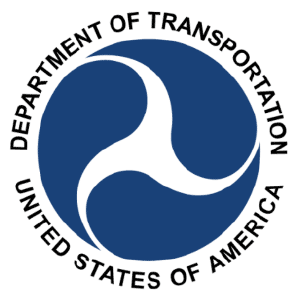 DEPARTMENT OF TRANSPORTATION
UNITED STATES OF AMERICA